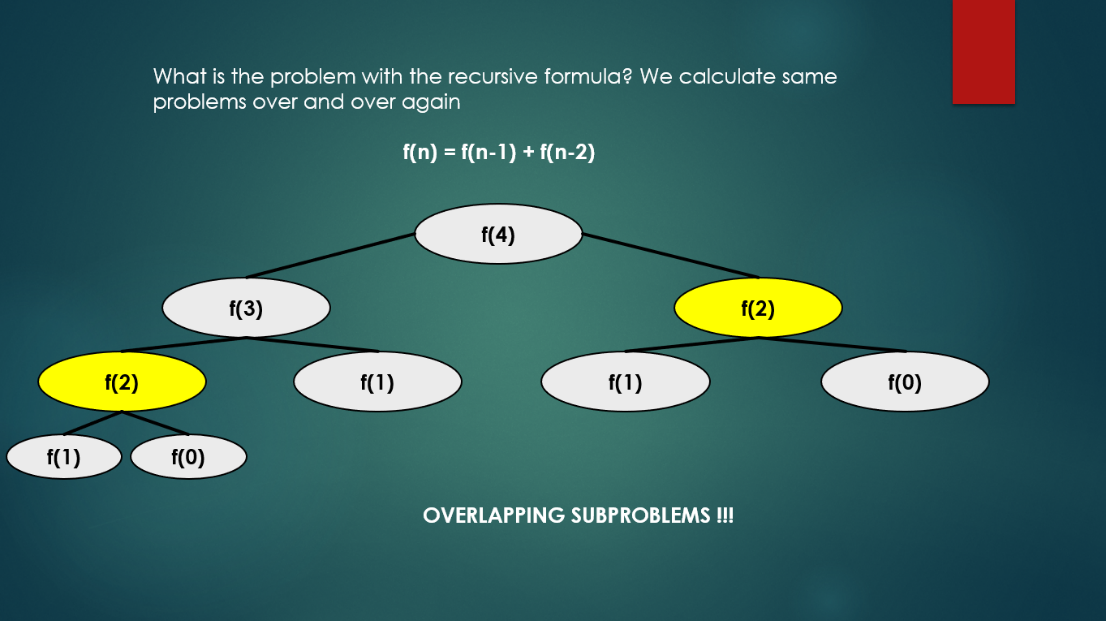 What is the problem with the recursive formula? We calculate same
problems over and over again
f(n) = f(n-1) + f(n-2)
f(4)
f(3)
f(2)
f(2)
f(1)
f(1)
f(0)
f(1)
f(0)
OVERLAPPING SUBPROBLEMS !!!